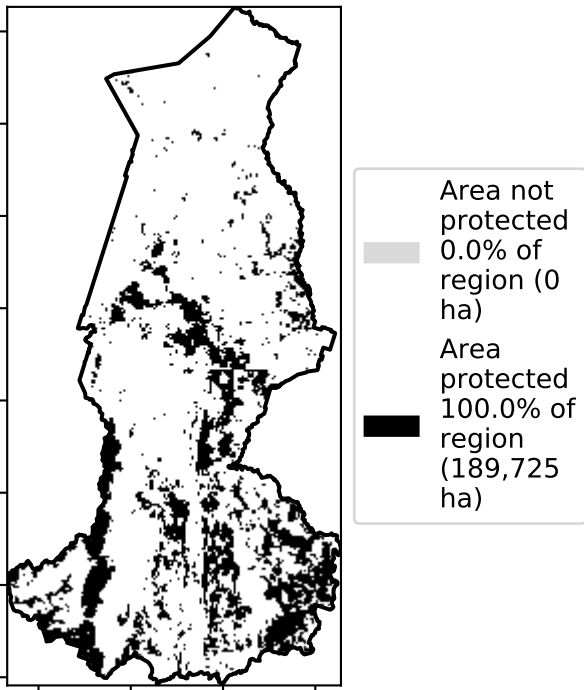 Area not
protected
0.0% of
region (0
ha)
Area
protected
100.0% of
region
(189,725
ha)